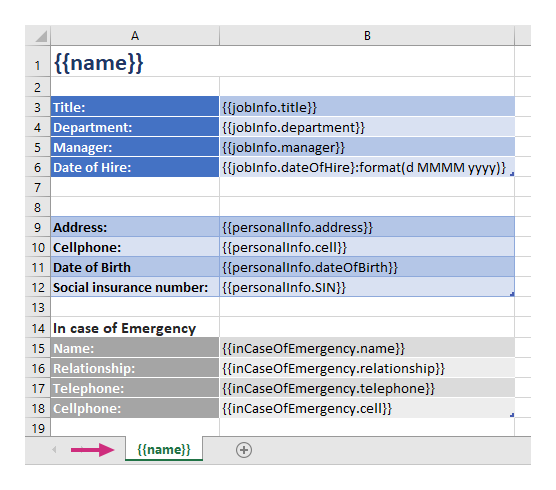 A B
1 {{name}}
2
3 Title: {{jobInfo.title}}
4 Department: {{jobInfo.department}}
5 Manager: {{jobInfo.manager}}
6 Date of Hire: {{jobInfo.dateOfHire}:format(d MMMM yyyy)}
7
8
9 Address: {{personalInfo.address}}
10 Cellphone: {{personalInfo.cell}}
11 Date of Birth {{personalInfo.dateOfBirth}}
12 Social insurance number: {{personalInfo.SIN}}
13
14 In case of Emergency
15 Name: {{inCaseOfEmergency.name}}
16 Relationship: {{inCaseOfEmergency.relationship}}
17 Telephone: {{inCaseOfEmergency.telephone}}
18 Cellphone: {{inCaseOfEmergency.cell}}
19
{{name}}